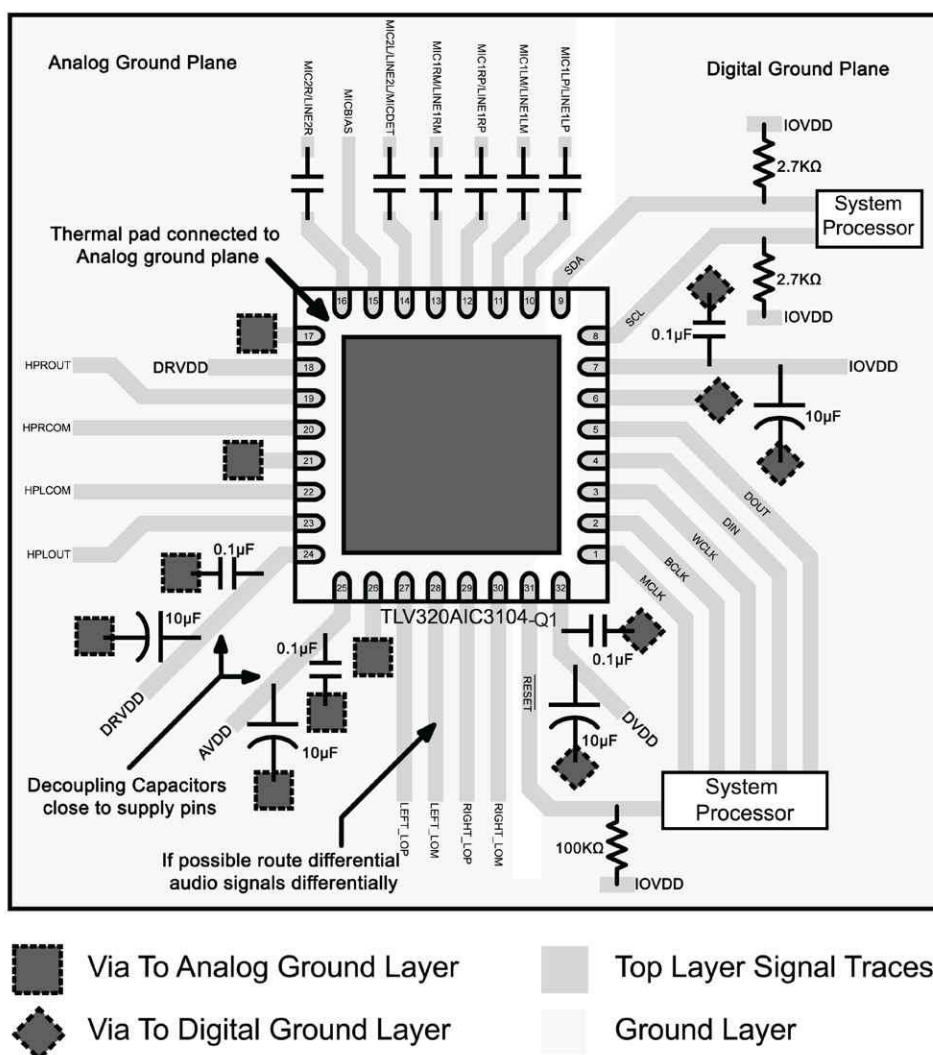 Analog Ground Plane
Digital Ground Plane
MIC2R/LINE2R
MICBIAS
MIC2L/LINE2L/MICDET
MIC1RM/LINE1RM
MIC1RP/LINE1RP
MIC1LM/LINE1LM
MIC1LP/LINE1LP
IOVDD
2.7KΩ
System
Processor
Thermal pad connected to
Analog ground plane
SDA
SCL
2.7KΩ
IOVDD
0.1µF
16
15
14
13
12
11
10
9
17
8
HPROUT
DRVDD
18
7
IOVDD
19
6
10µF
HPRCOM
20
5
21
4
HPLCOM
22
3
DOUT
DIN
WCLK
BCLK
MCLK
23
2
HPLOUT
24
1
0.1µF
25
26
27
28
29
30
31
32
TLV320AIC3104-Q1
10µF
0.1µF
0.1µF
RESET
DRVDD
AVDD
10µF
10µF
DVDD
Decoupling Capacitors
close to supply pins
System
Processor
LEFT_LOP
LEFT_LOM
RIGHT_LOP
RIGHT_LOM
If possible route differential
audio signals differentially
100KΩ
IOVDD
Via To Analog Ground Layer
Top Layer Signal Traces
Via To Digital Ground Layer
Ground Layer